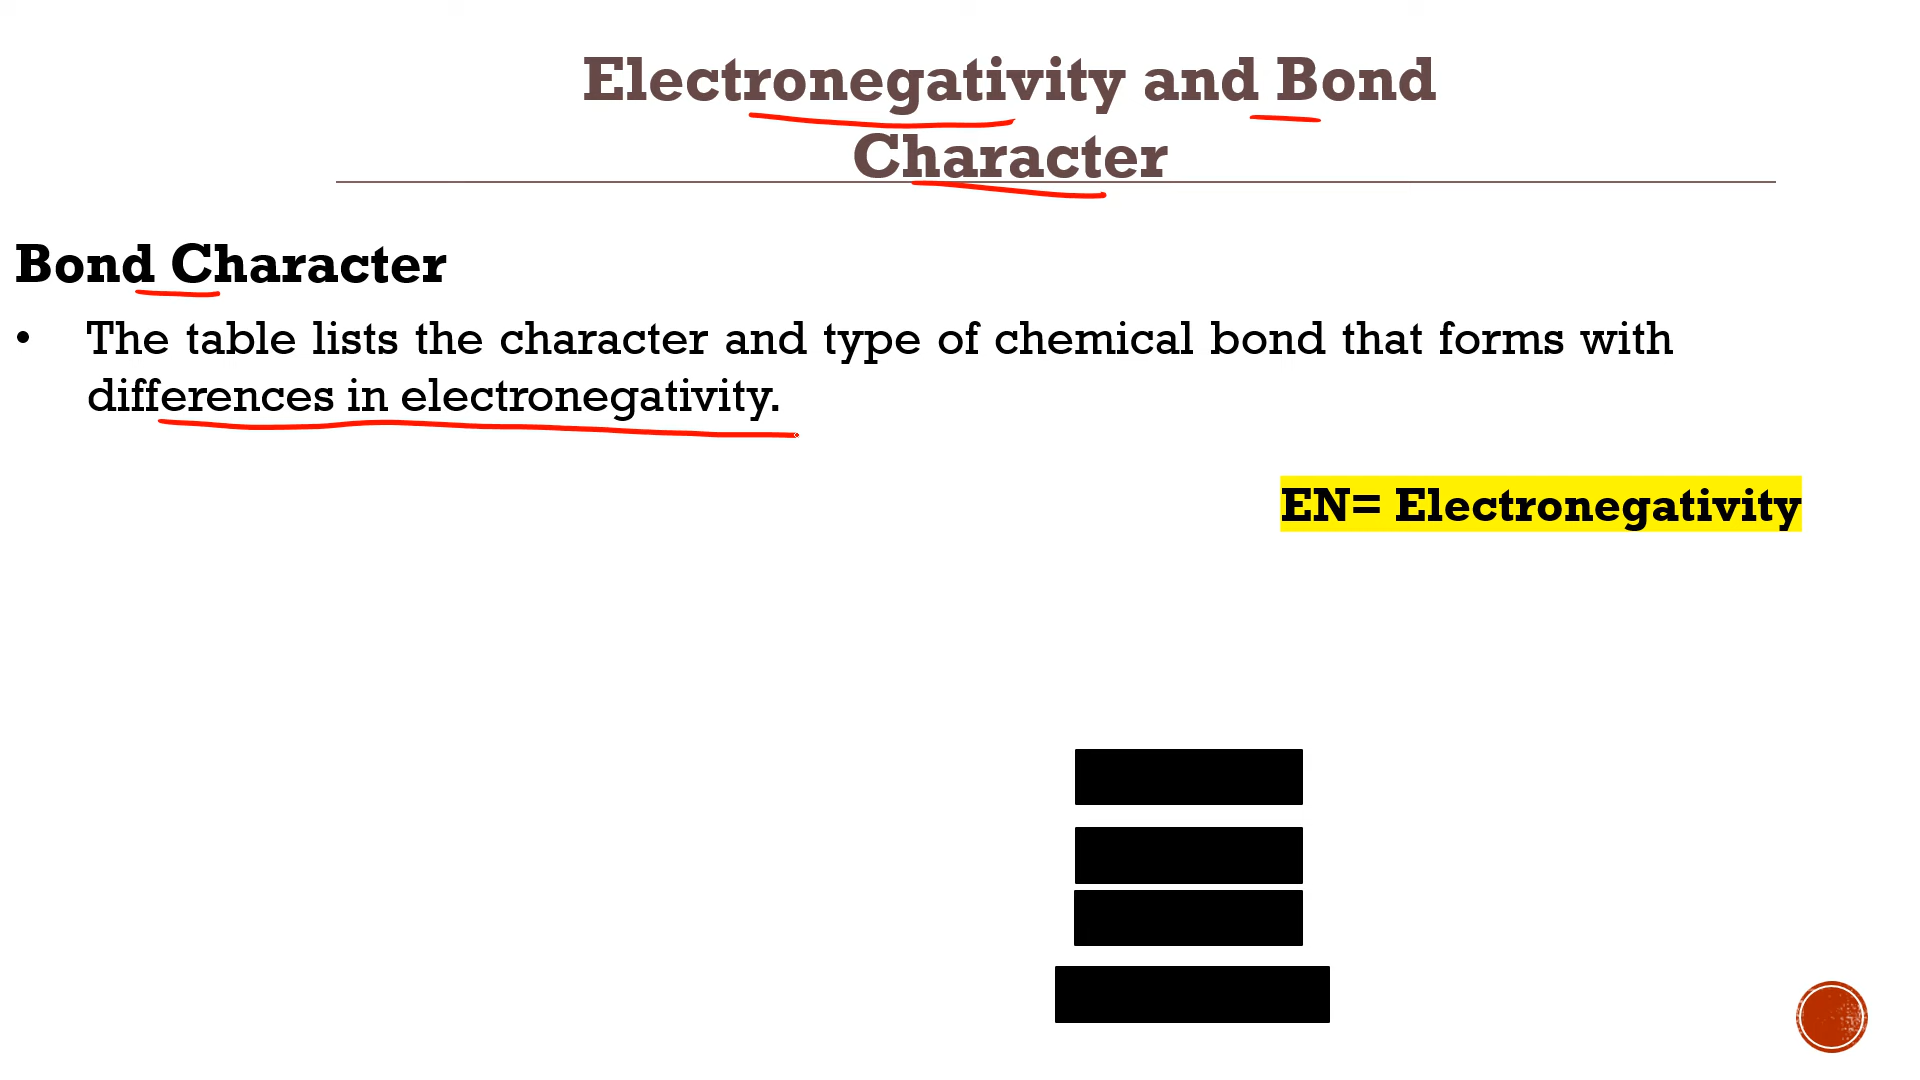 Electronegativity and Bond
Character
Bond Character
• The table lists the character and type of chemical bond that forms with
differences in electronegativity.
EN= Electronegativity